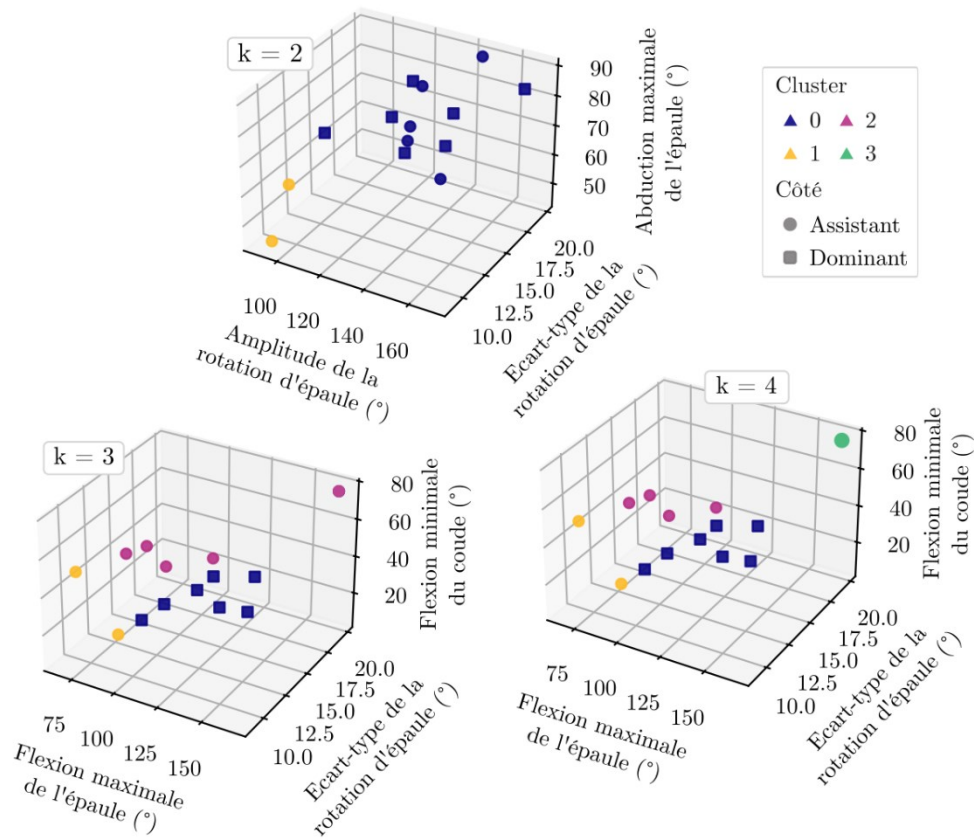 k = 2
90
80
70
60
50
Abduction maximale
de l'épaule (°)
100
120
140
160
Amplitude de la
rotation d'épaule (°)
10.0
12.5
15.0
17.5
20.0
Ecart-type de la
rotation d'épaule (°)
Cluster
0
2
1
3
Côté
Assistant
Dominant
k = 3
80
60
40
20
Flexion minimale
du coude (°)
75
100
125
150
Flexion maximale
de l'épaule (°)
10.0
12.5
15.0
17.5
20.0
Ecart-type de la
rotation d'épaule (°)
k = 4
80
60
40
20
Flexion minimale
du coude (°)
75
100
125
150
Flexion maximale
de l'épaule (°)
10.0
12.5
15.0
17.5
20.0
Ecart-type de la
rotation d'épaule (°)